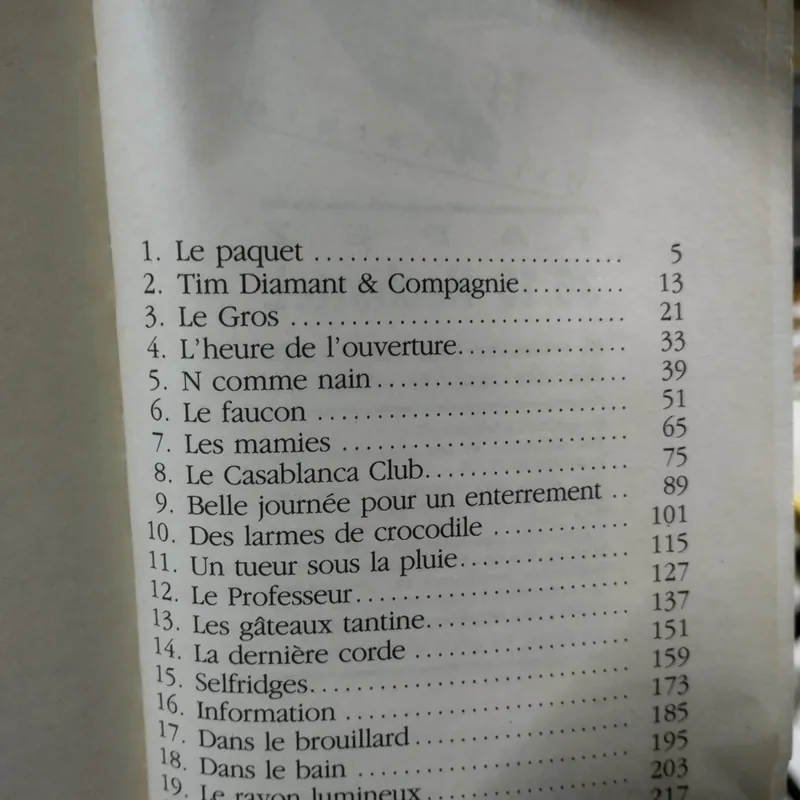 1. Le paquet ........................... 5
2. Tim Diamant & Compagnie.......... 13
3. Le Gros ............................. 21
4. L'heure de l'ouverture............... 33
5. N comme nain...................... 39
6. Le faucon ........................... 51
7. Les mamies ......................... 65
8. Le Casablanca Club.................. 75
9. Belle journée pour un enterrement .. 89
10. Des larmes de crocodile ............ 101
11. Un tueur sous la pluie............... 115
12. Le Professeur........................ 127
13. Les gâteaux tantine.................. 137
14. La dernière corde ................... 151
15. Selfridges............................ 159
16. Information ......................... 173
17. Dans le brouillard................... 185
18. Dans le bain ........................ 195
19. Le rayon lumineux................... 203
217